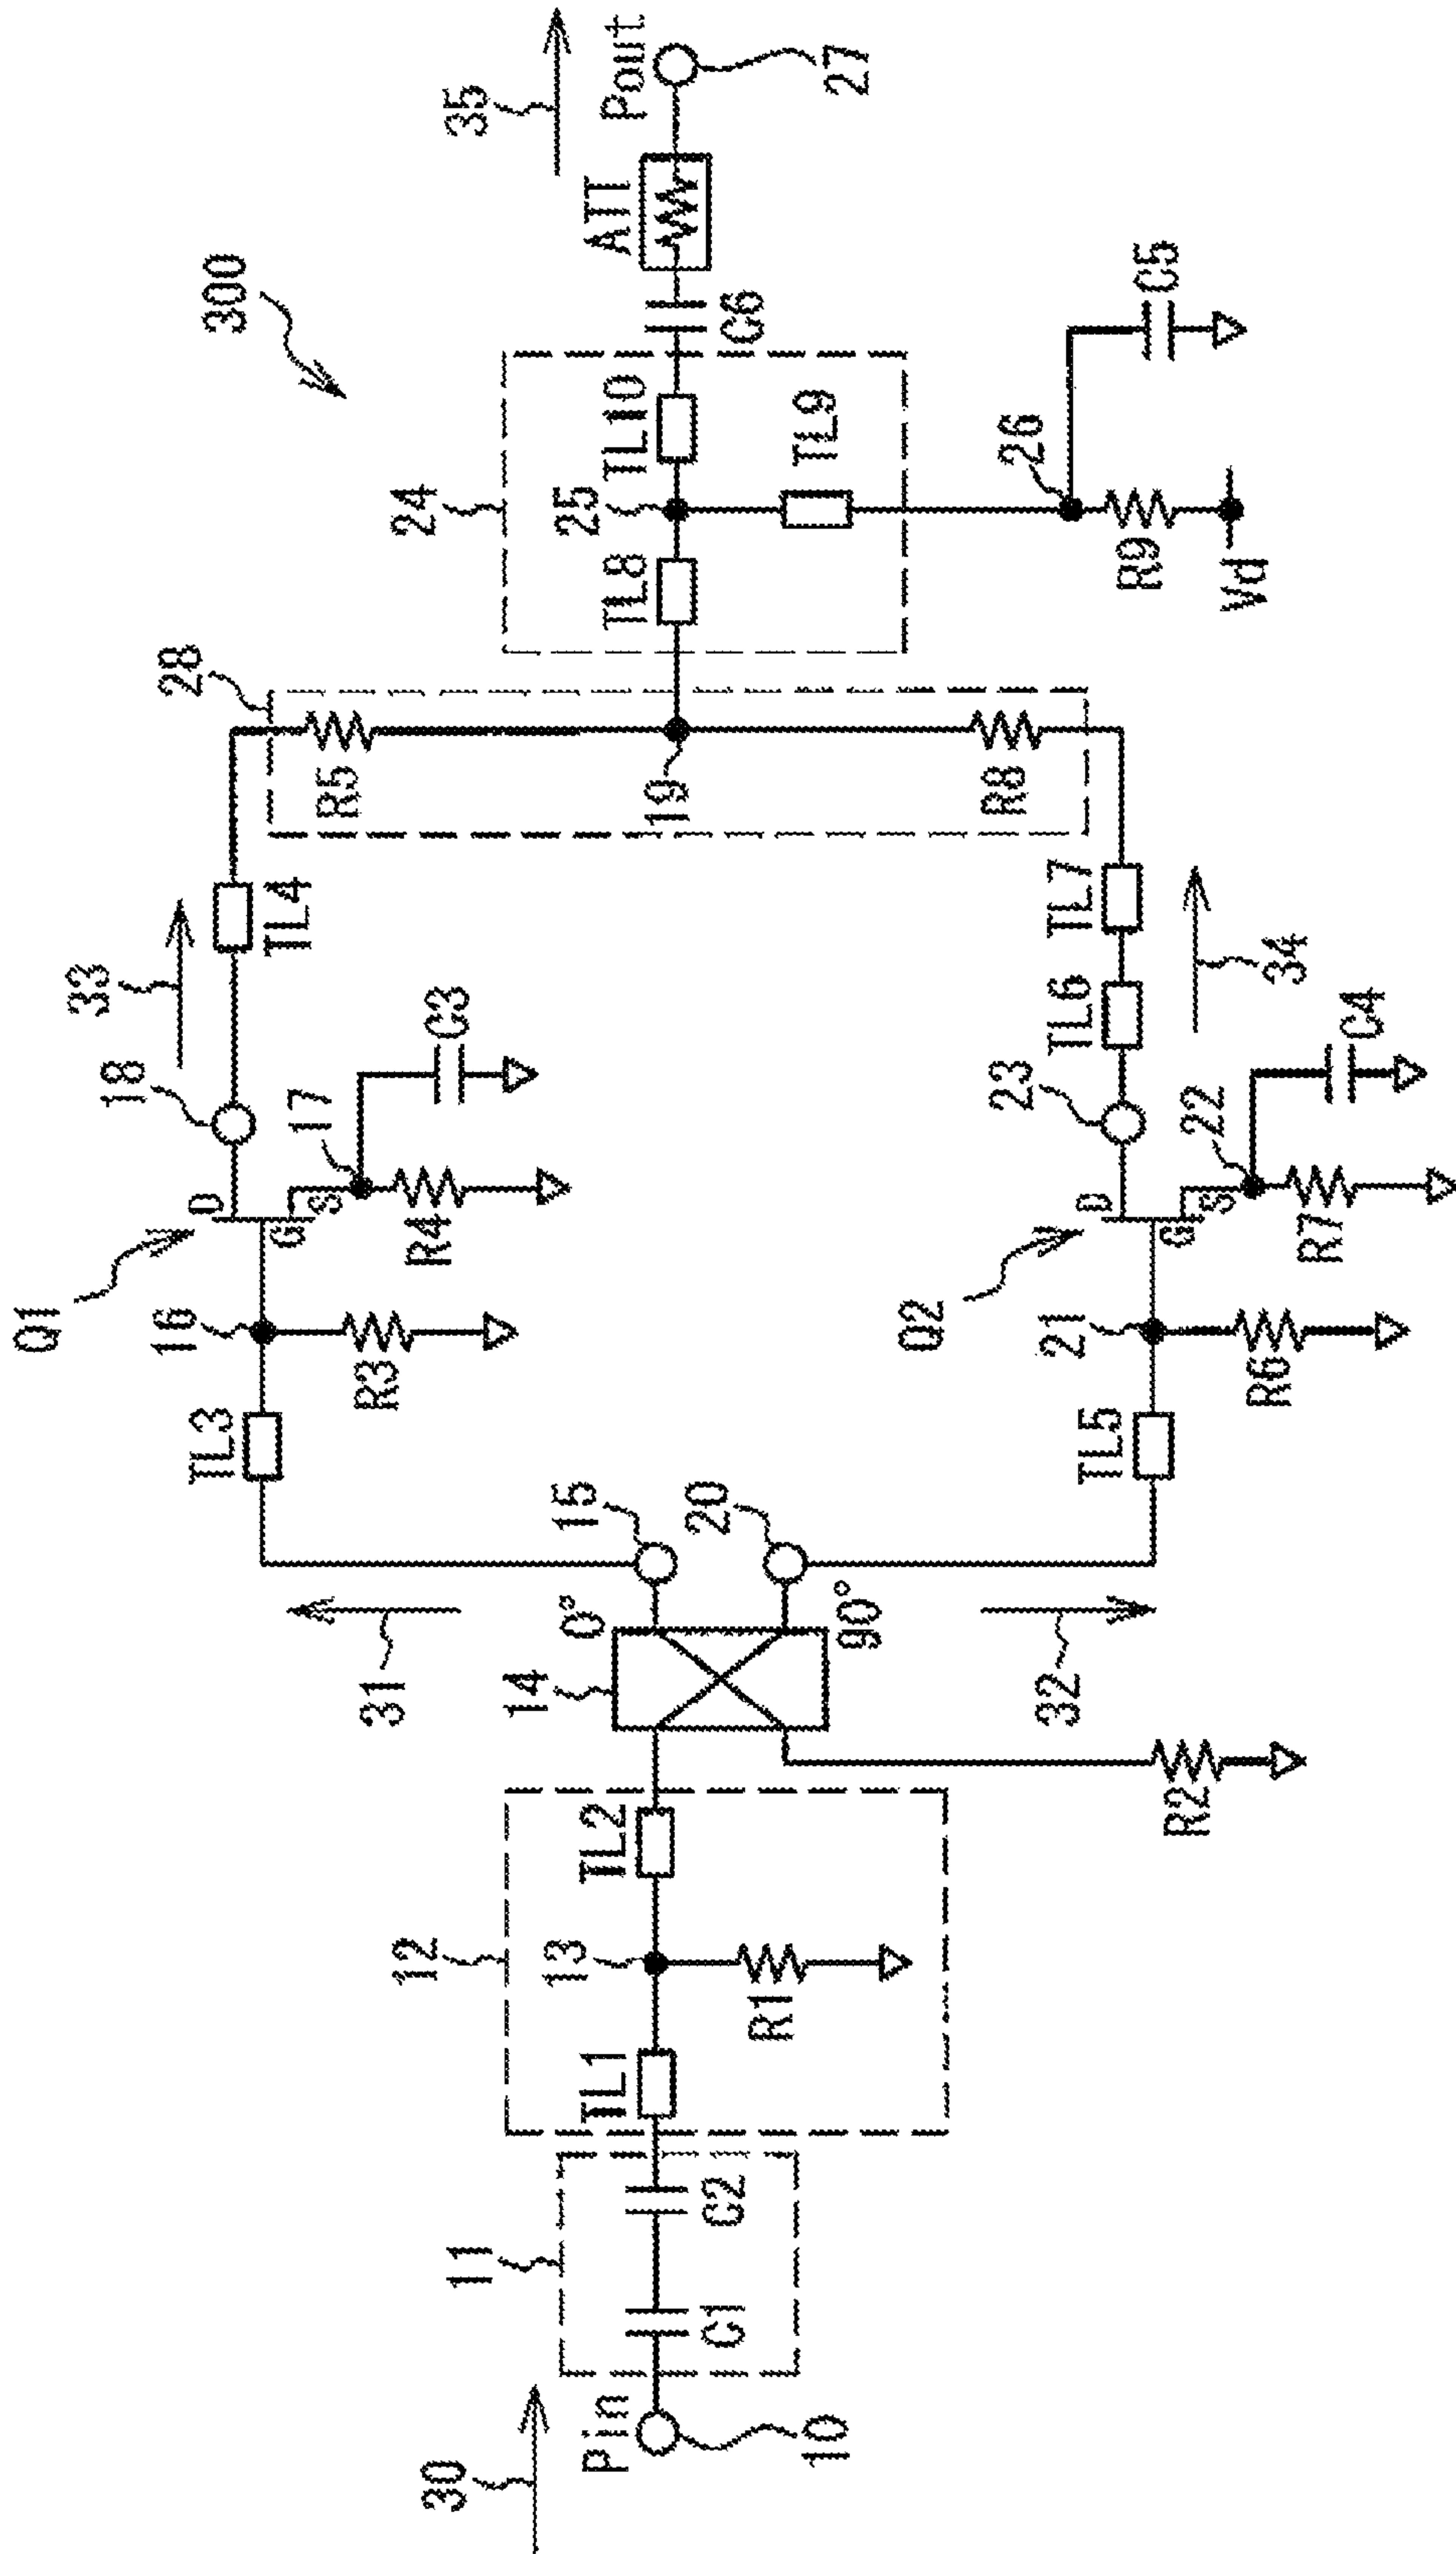 300
30
Pin
10
11
C1
C2
12
TL1
13
R1
TL2
R2
14
0°
90°
15
20
31
32
TL3
16
R3
Q1
D
G
S
17
R4
C3
18
33
TL4
TL5
21
R6
Q2
D
G
S
22
R7
C4
23
34
TL6
TL7
28
R5
19
R8
24
TL8
25
TL10
TL9
26
R9
Vd
C5
C6
ATT
35
Pout
27